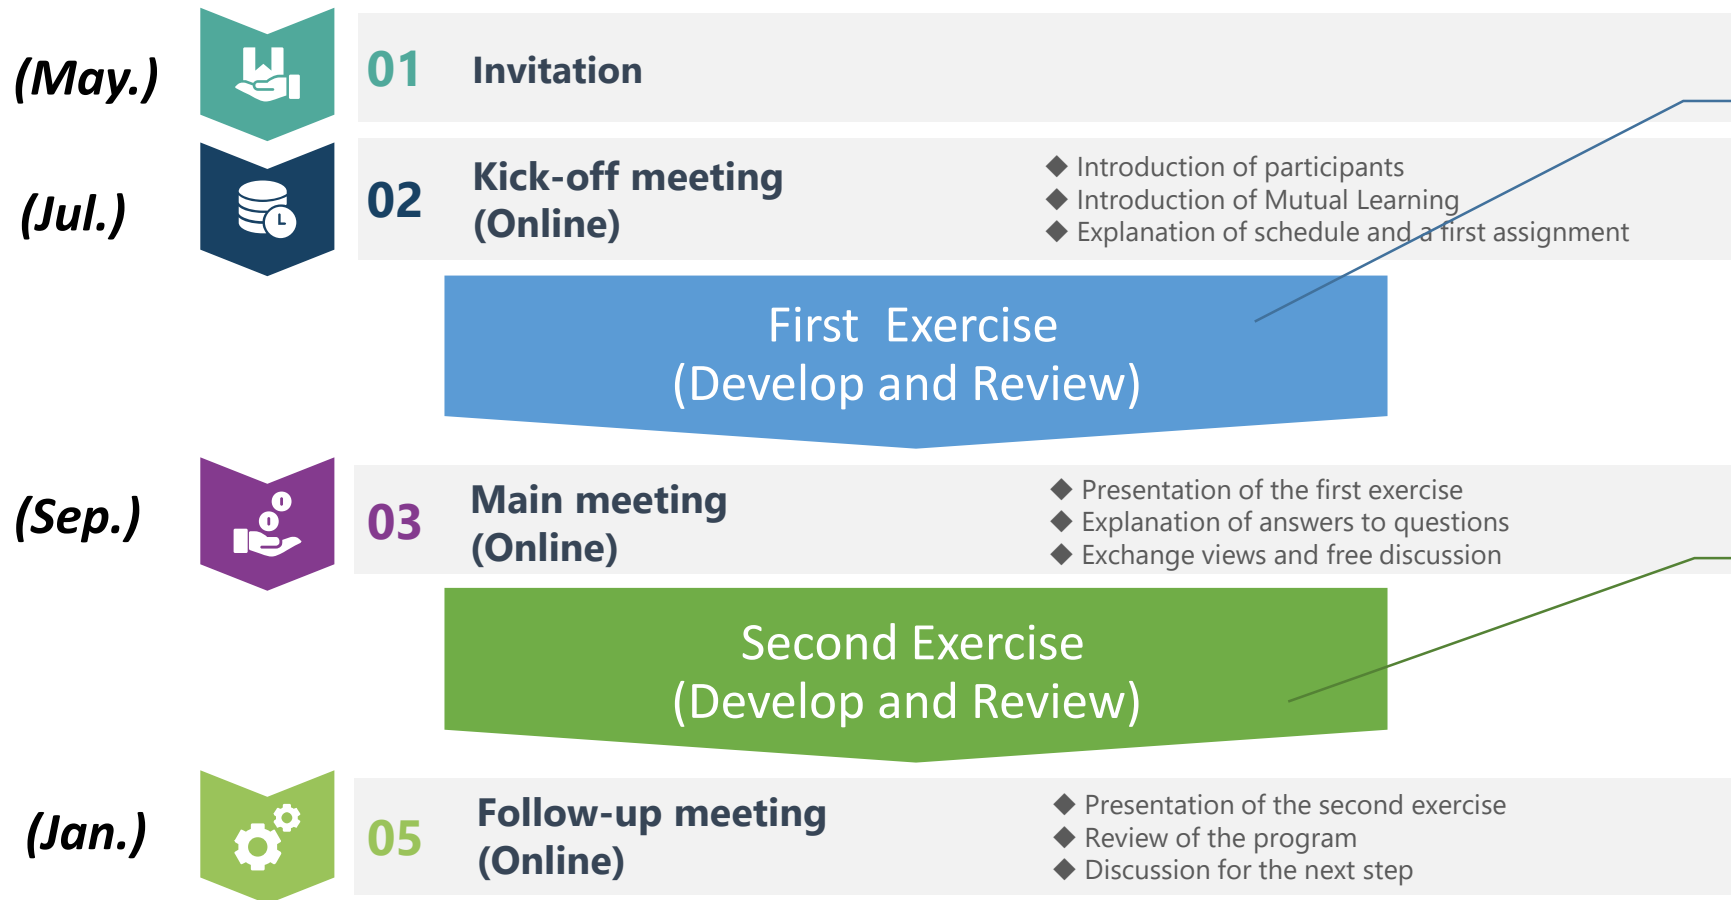 (May.)
01
Invitation
(Jul.)
02
Kick-off meeting
(Online)
◆ Introduction of participants
◆ Introduction of Mutual Learning
◆ Explanation of schedule and a first assignment
First Exercise
(Develop and Review)
(Sep.)
03
Main meeting
(Online)
◆ Presentation of the first exercise
◆ Explanation of answers to questions
◆ Exchange views and free discussion
Second Exercise
(Develop and Review)
(Jan.)
05
Follow-up meeting
(Online)
◆ Presentation of the second exercise
◆ Review of the program
◆ Discussion for the next step